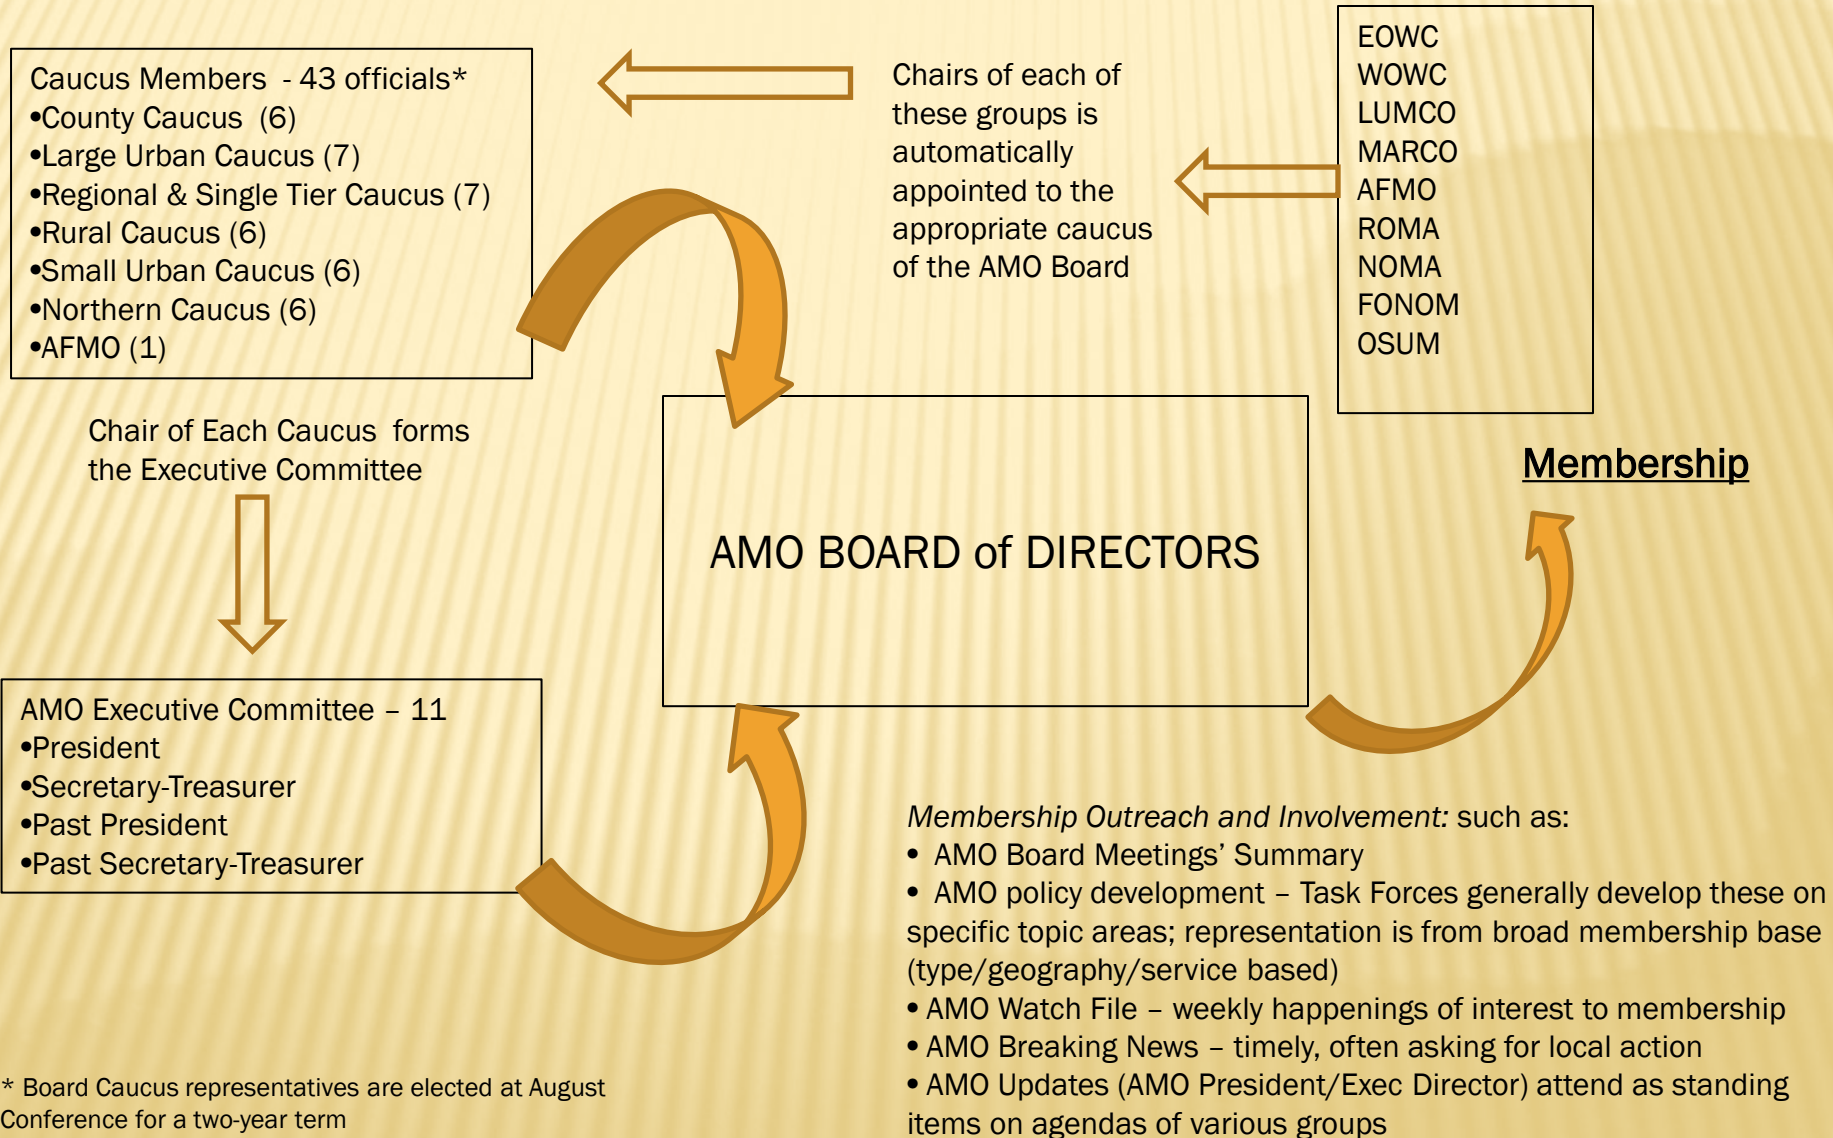 Caucus Members - 43 officials*
•County Caucus (6)
•Large Urban Caucus (7)
•Regional & Single Tier Caucus (7)
•Rural Caucus (6)
•Small Urban Caucus (6)
•Northern Caucus (6)
•AFMO (1)
Chairs of each of
these groups is
automatically
appointed to the
appropriate caucus
of the AMO Board
EOWC
WOWC
LUMCO
MARCO
AFMO
ROMA
NOMA
FONOM
OSUM
Chair of Each Caucus forms
the Executive Committee
Membership
AMO BOARD of DIRECTORS
AMO Executive Committee – 11
•President
•Secretary-Treasurer
•Past President
•Past Secretary-Treasurer
Membership Outreach and Involvement: such as:
• AMO Board Meetings’ Summary
• AMO policy development – Task Forces generally develop these on
specific topic areas; representation is from broad membership base
(type/geography/service based)
• AMO Watch File – weekly happenings of interest to membership
• AMO Breaking News – timely, often asking for local action
• AMO Updates (AMO President/Exec Director) attend as standing
items on agendas of various groups
* Board Caucus representatives are elected at August
Conference for a two-year term